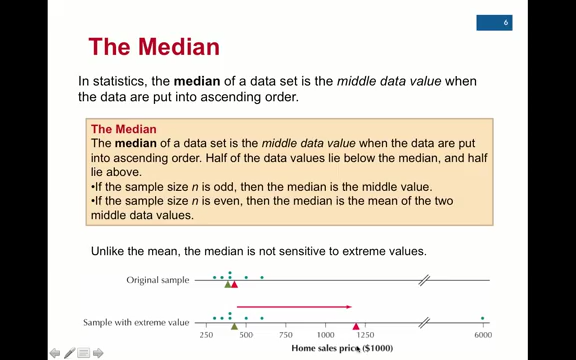 6
The Median
In statistics, the median of a data set is the middle data value when
the data are put into ascending order.
The Median
The median of a data set is the middle data value when the data are put
into ascending order. Half of the data values lie below the median, and half
lie above.
•If the sample size n is odd, then the median is the middle value.
•If the sample size n is even, then the median is the mean of the two
middle data values.
Unlike the mean, the median is not sensitive to extreme values.
Original sample
Sample with extreme value
250 500 750 1000 1250 6000
Home sales price ($1000)